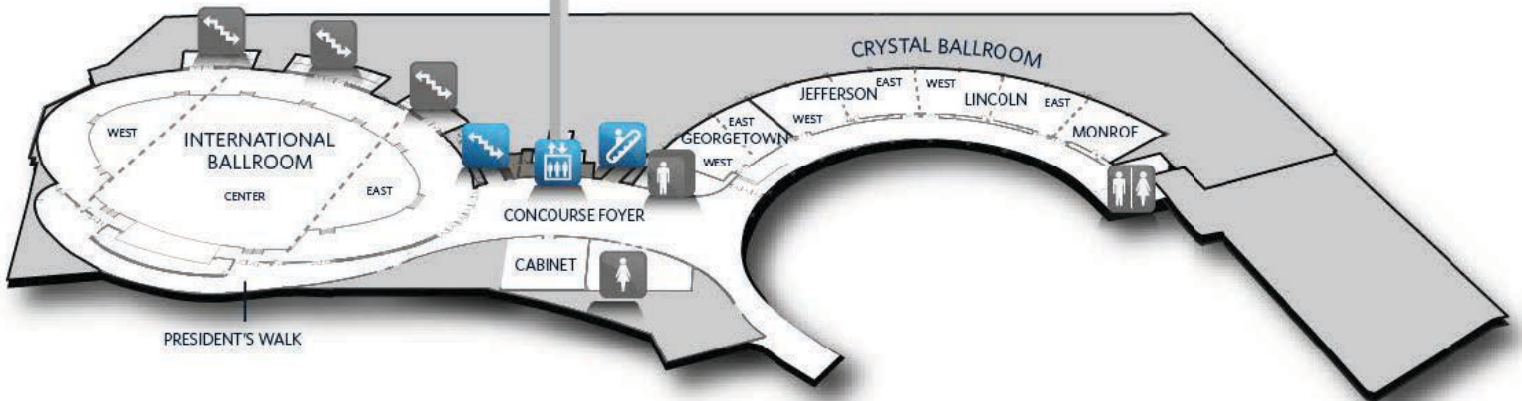 CRYSTAL BALLROOM
WEST
INTERNATIONAL
BALLROOM
CENTER
EAST
EAST
GEORGETOWN
WEST
JEFFERSON
EAST
WEST
WEST
LINCOLN
EAST
MONROE
CONCOURSE FOYER
CABINET
PRESIDENT'S WALK